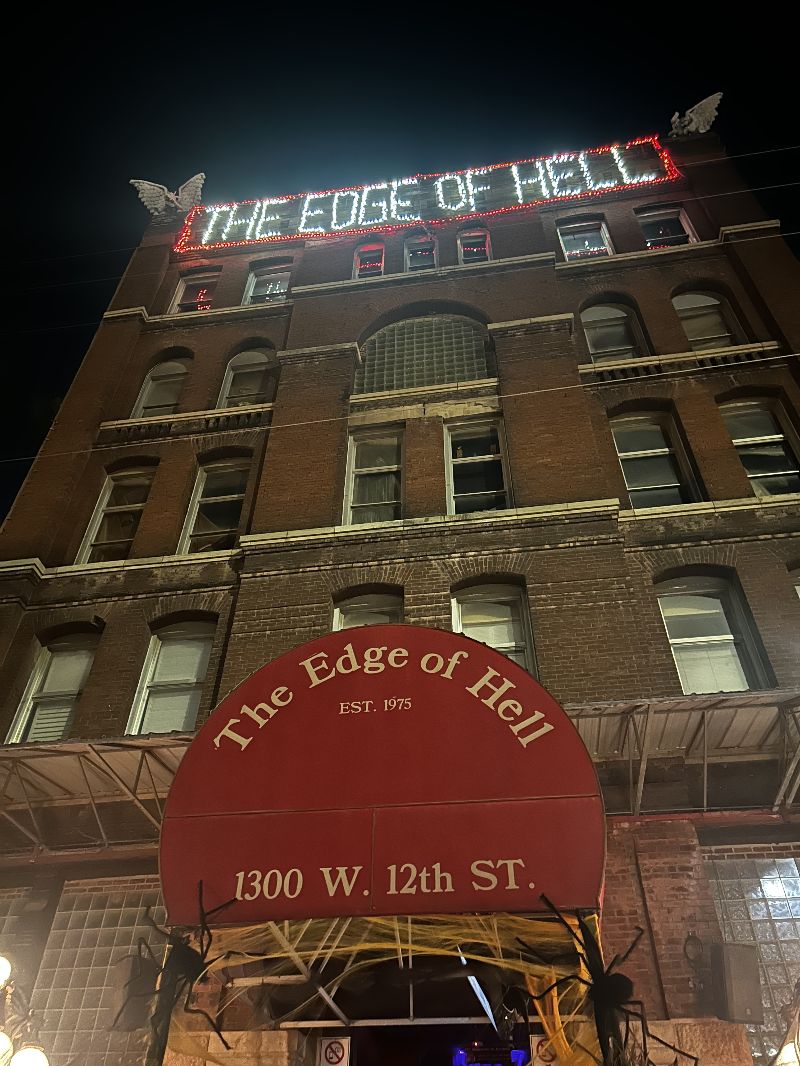 THE EDGE OF HELL
The Edge of Hell
EST. 1975
1300 W. 12th ST.